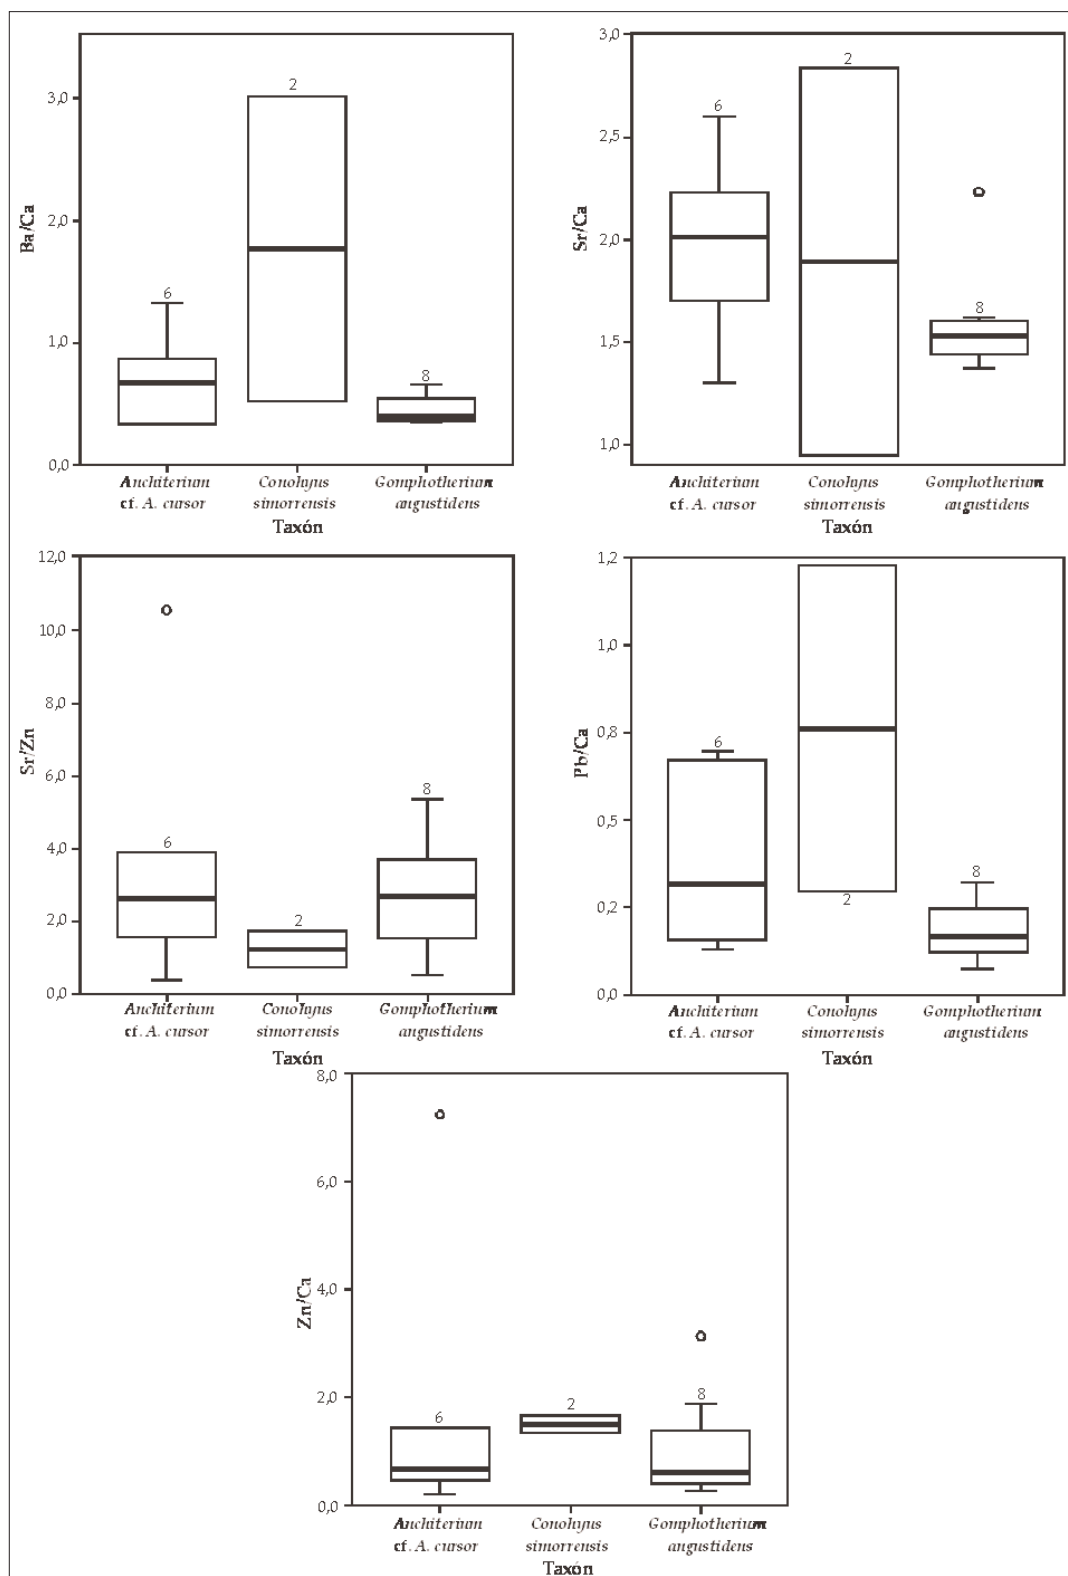 3,0
2,0
1,0
0,0
Ba/Ca
6
2
8
Anchiterium
cf. A. cursor
Conohyus
simorrensis
Gomphotherium
angustidens
Taxón
3,0
2,5
2,0
1,5
1,0
Sr/Ca
6
2
8
Anchiterium
cf. A. cursor
Conohyus
simorrensis
Gomphotherium
angustidens
Taxón
12,0
10,0
8,0
6,0
4,0
2,0
0,0
Sr/Zn
6
2
8
Anchiterium
cf. A. cursor
Conohyus
simorrensis
Gomphotherium
angustidens
Taxón
1,2
1,0
0,8
0,5
0,2
0,0
Pb/Ca
6
2
8
Anchiterium
cf. A. cursor
Conohyus
simorrensis
Gomphotherium
angustidens
Taxón
8,0
6,0
4,0
2,0
0,0
Zn/Ca
6
2
8
Anchiterium
cf. A. cursor
Conohyus
simorrensis
Gomphotherium
angustidens
Taxón